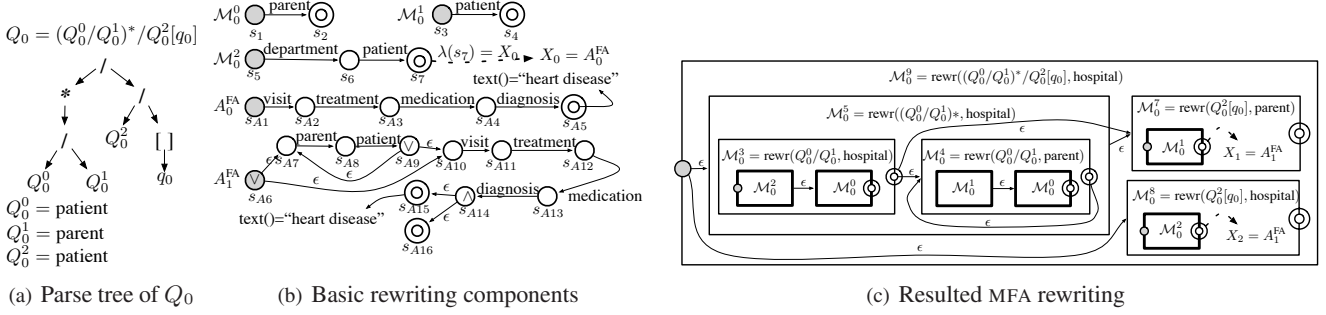 Q_0 = (Q_0^0/Q_0^1)^*/Q_0^2[q_0]
/
* /
/ Q_0^2 [ ]
Q_0^0 Q_0^1 q_0
Q_0^0 = patient
Q_0^1 = parent
Q_0^2 = patient
(a) Parse tree of Q_0
M_0^0 parent M_0^1 patient
s_1 s_2 s_3 s_4
M_0^2 department patient λ(s_7) = X_0 X_0 = A_0^FA
s_5 s_6 s_7
text()=“heart disease”
A_0^FA visit treatment medication diagnosis
s_A1 s_A2 s_A3 s_A4 s_A5
parent patient ε visit treatment
ε s_A7 s_A8 s_A9 s_A10 s_A11 s_A12
A_1^FA ε ε
s_A6
ε diagnosis medication
text()=“heart disease” s_A15 ε s_A14 s_A13
s_A16
(b) Basic rewriting components
M_0^9 = rewr((Q_0^0/Q_0^1)^*/Q_0^2[q_0], hospital)
M_0^5 = rewr((Q_0^0/Q_0^1)*, hospital)
M_0^7 = rewr(Q_0^2[q_0], parent)
M_0^1 X_1 = A_1^FA
ε ε ε
M_0^3 = rewr(Q_0^0/Q_0^1, hospital) ε M_0^4 = rewr(Q_0^0/Q_0^1, parent)
M_0^2 ε M_0^0 M_0^1 ε M_0^0
ε
M_0^8 = rewr(Q_0^2[q_0], hospital)
M_0^2 X_2 = A_1^FA
ε
(c) Resulted MFA rewriting